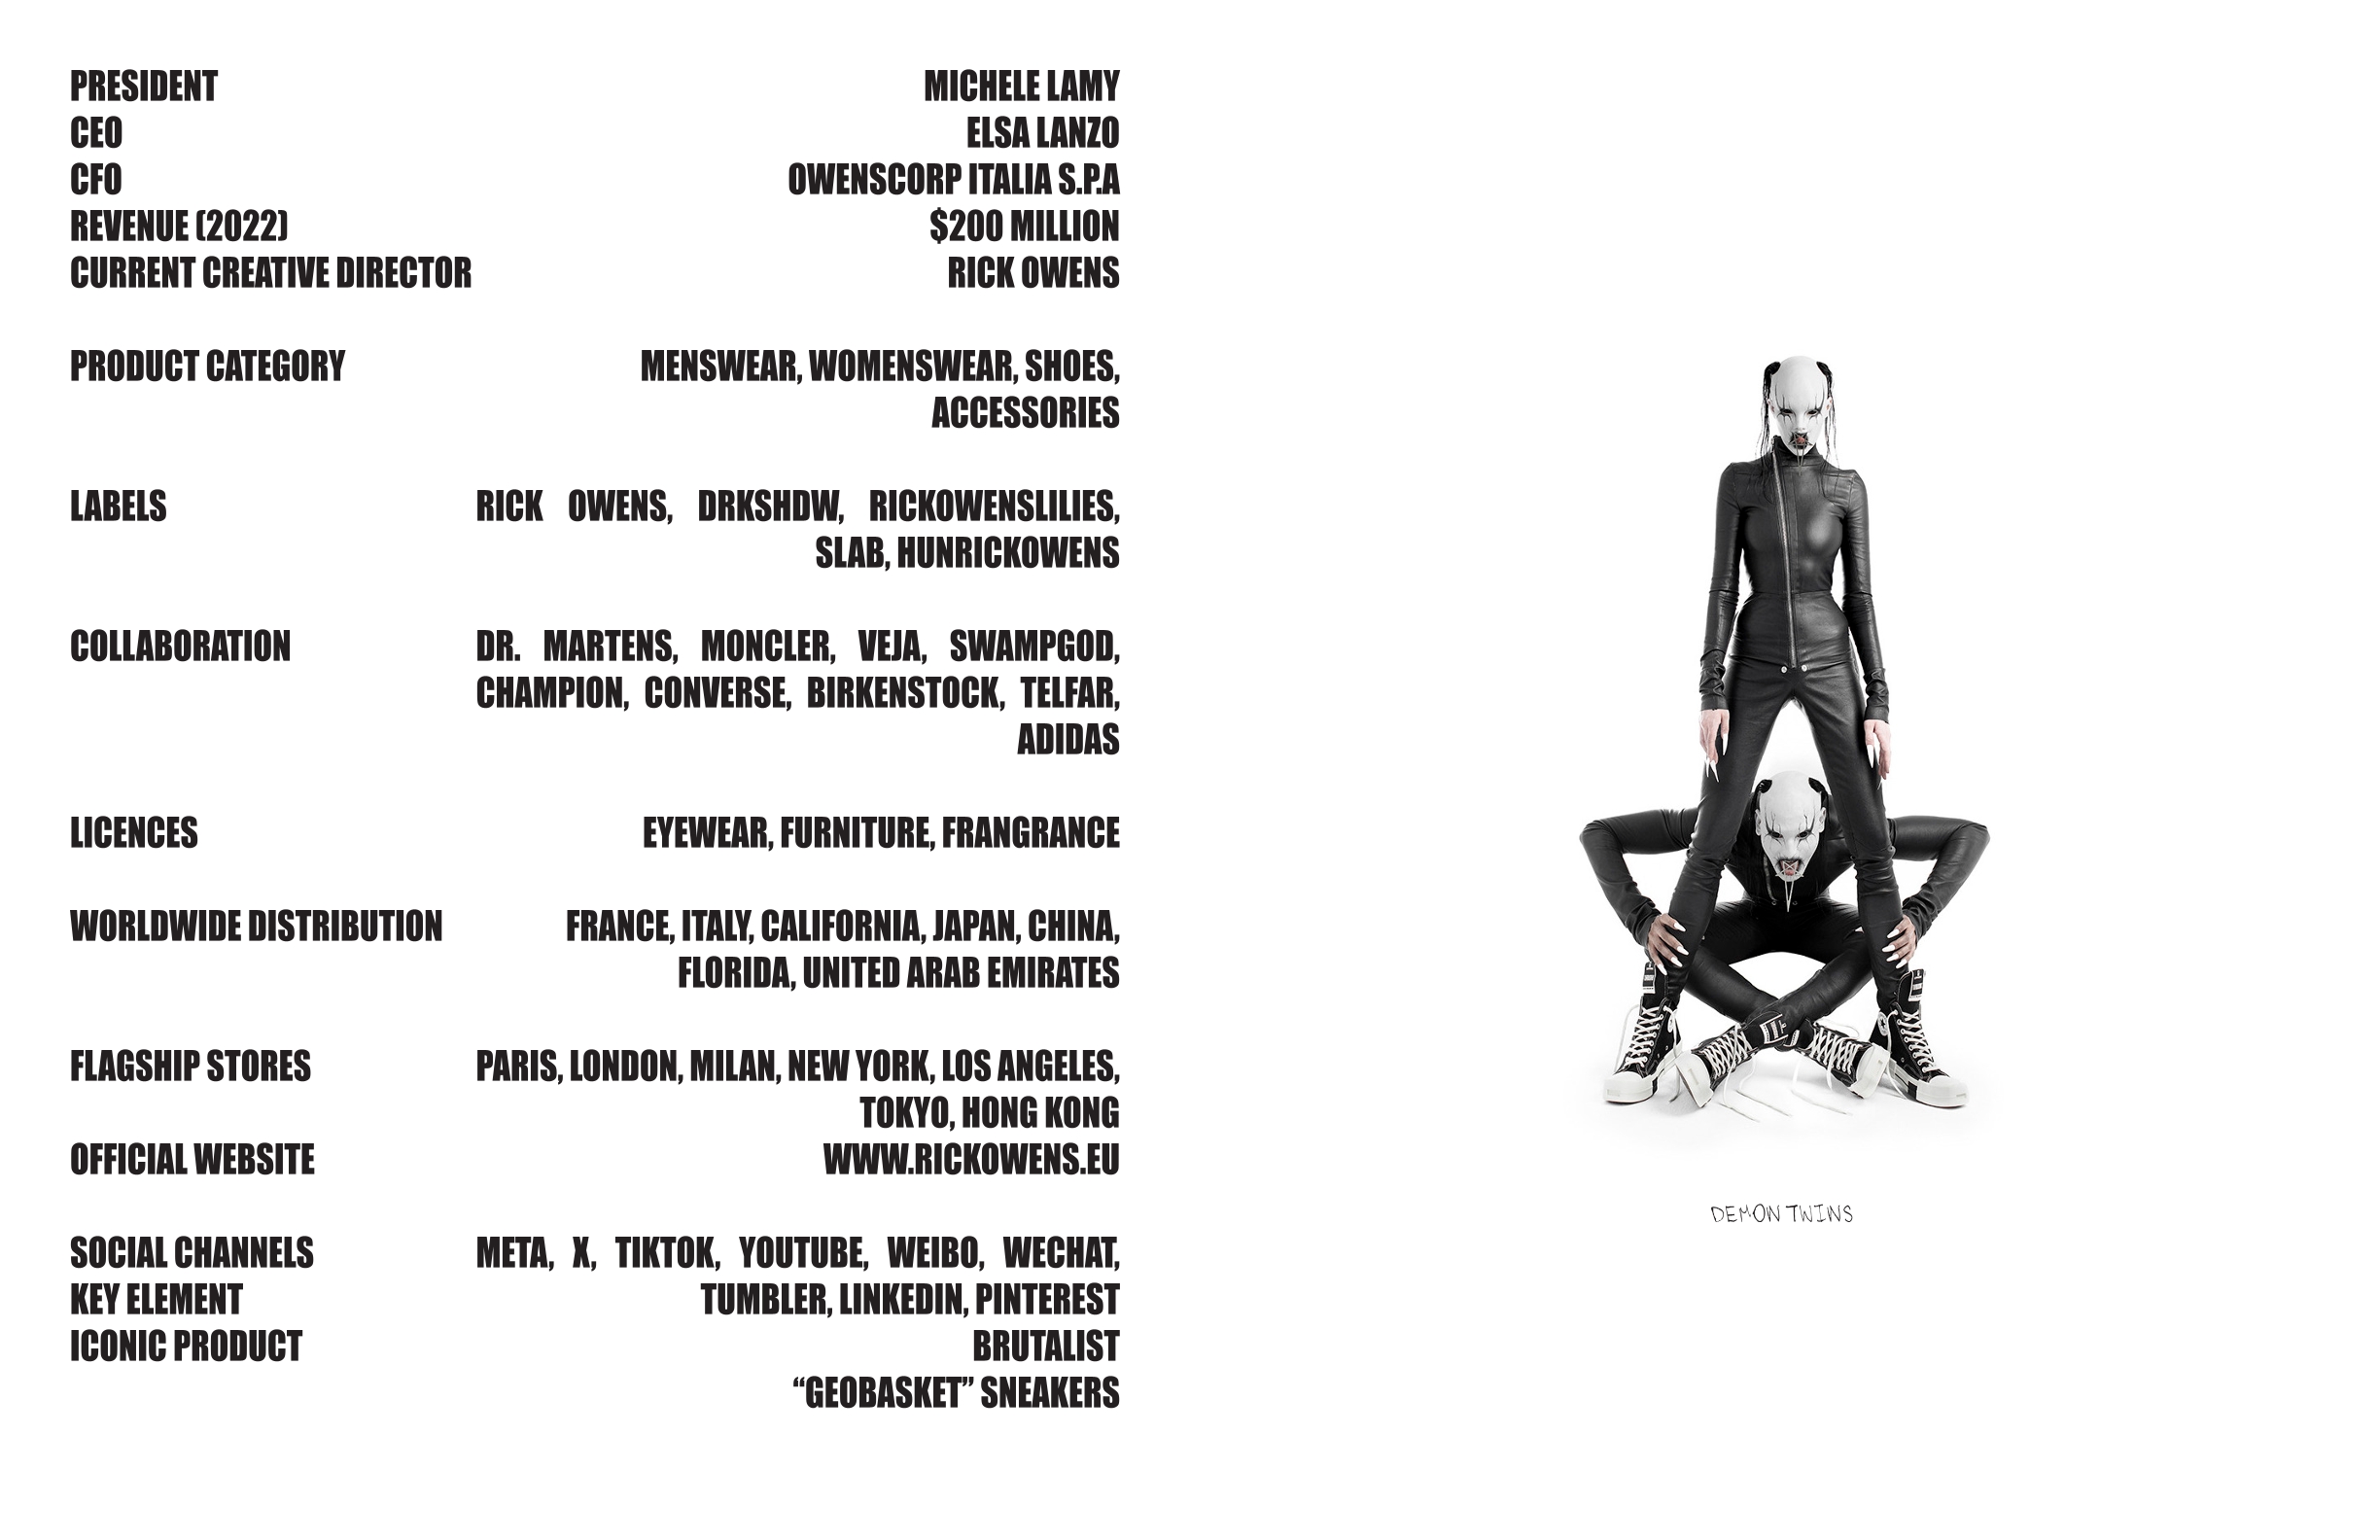 PRESIDENT MICHELE LAMY
CEO ELSA LANZO
CFO OWENSCORP ITALIA S.P.A
REVENUE (2022) $200 MILLION
CURRENT CREATIVE DIRECTOR RICK OWENS
PRODUCT CATEGORY MENSWEAR, WOMENSWEAR, SHOES,
ACCESSORIES
LABELS RICK OWENS, DRKSHDW, RICKOWENSLILIES,
SLAB, HUNRICKOWENS
COLLABORATION DR. MARTENS, MONCLER, VEJA, SWAMPGOD,
CHAMPION, CONVERSE, BIRKENSTOCK, TELFAR,
ADIDAS
LICENCES EYEWEAR, FURNITURE, FRANGRANCE
WORLDWIDE DISTRIBUTION FRANCE, ITALY, CALIFORNIA, JAPAN, CHINA,
FLORIDA, UNITED ARAB EMIRATES
FLAGSHIP STORES PARIS, LONDON, MILAN, NEW YORK, LOS ANGELES,
TOKYO, HONG KONG
OFFICIAL WEBSITE WWW.RICKOWENS.EU
SOCIAL CHANNELS META, X, TIKTOK, YOUTUBE, WEIBO, WECHAT,
KEY ELEMENT TUMBLER, LINKEDIN, PINTEREST
ICONIC PRODUCT BRUTALIST
“GEOBASKET” SNEAKERS
DEMON TWINS